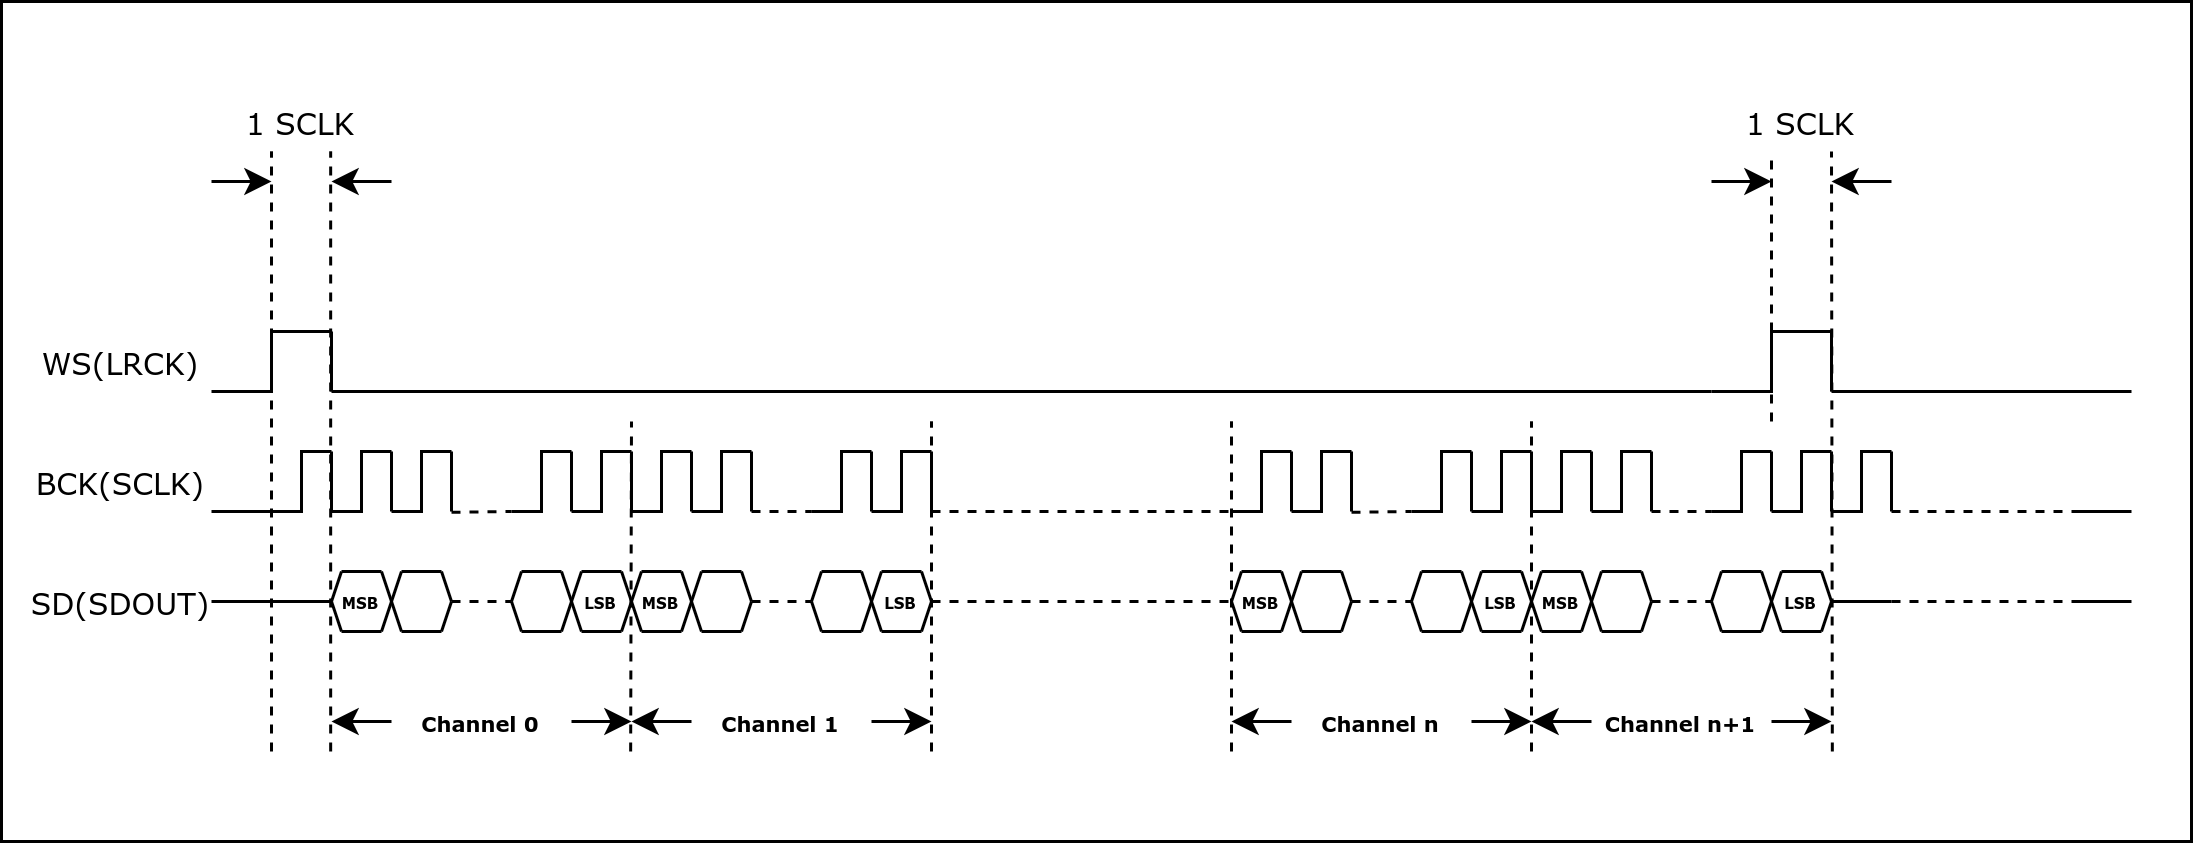 1 SCLK 1 SCLK
WS(LRCK)
BCK(SCLK)
SD(SDOUT) MSB LSB MSB LSB MSB LSB MSB LSB
Channel 0 Channel 1 Channel n Channel n+1